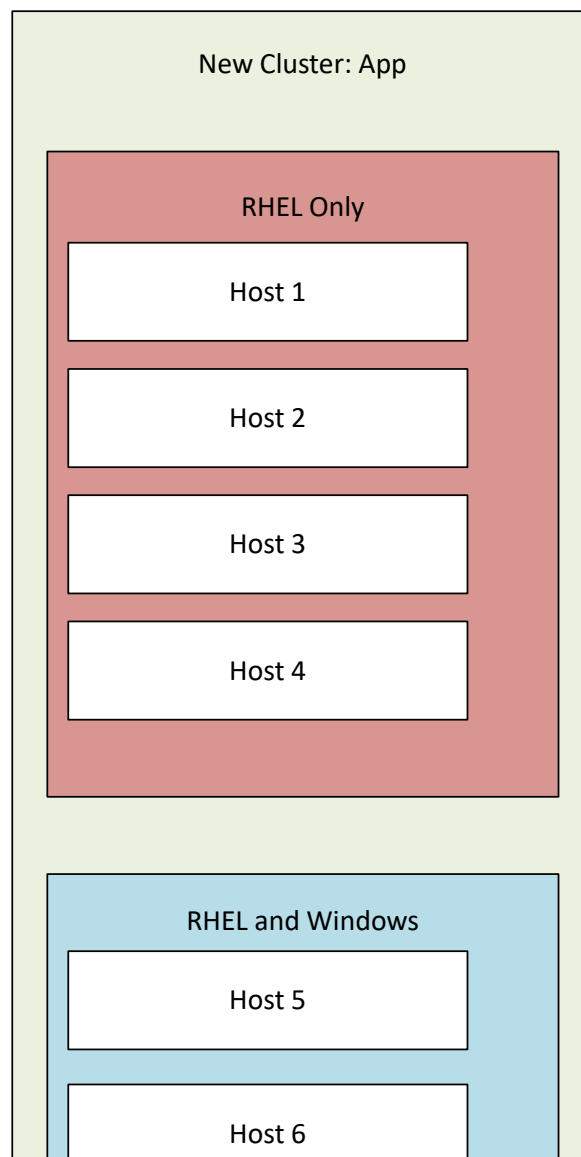 New Cluster: App
RHEL Only
Host 1
Host 2
Host 3
Host 4
RHEL and Windows
Host 5
Host 6